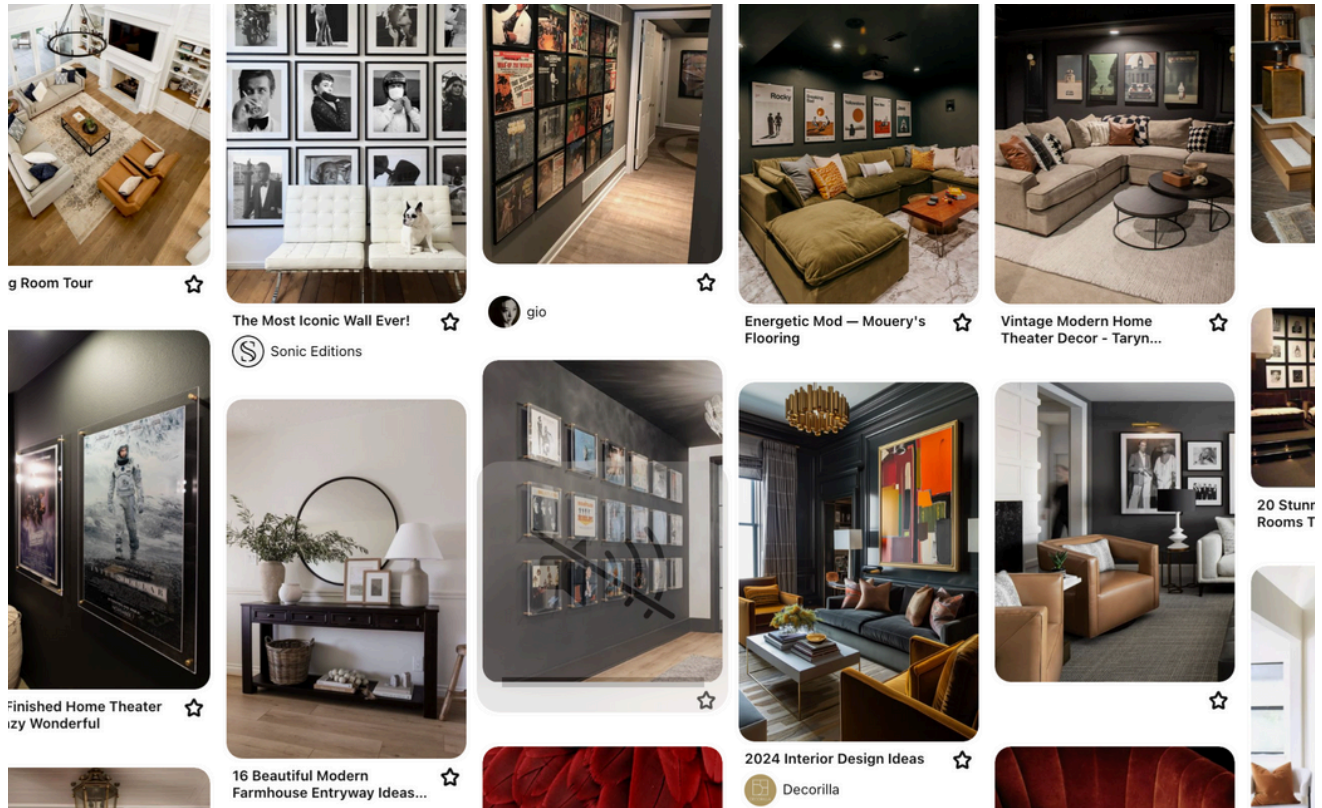 g Room Tour
The Most Iconic Wall Ever!
Sonic Editions
gio
Rocky
Energetic Mod — Mouery's
Flooring
Vintage Modern Home
Theater Decor - Taryn...
Finished Home Theater
azy Wonderful
16 Beautiful Modern
Farmhouse Entryway Ideas...
2024 Interior Design Ideas
Decorilla
20 Stunn
Rooms T